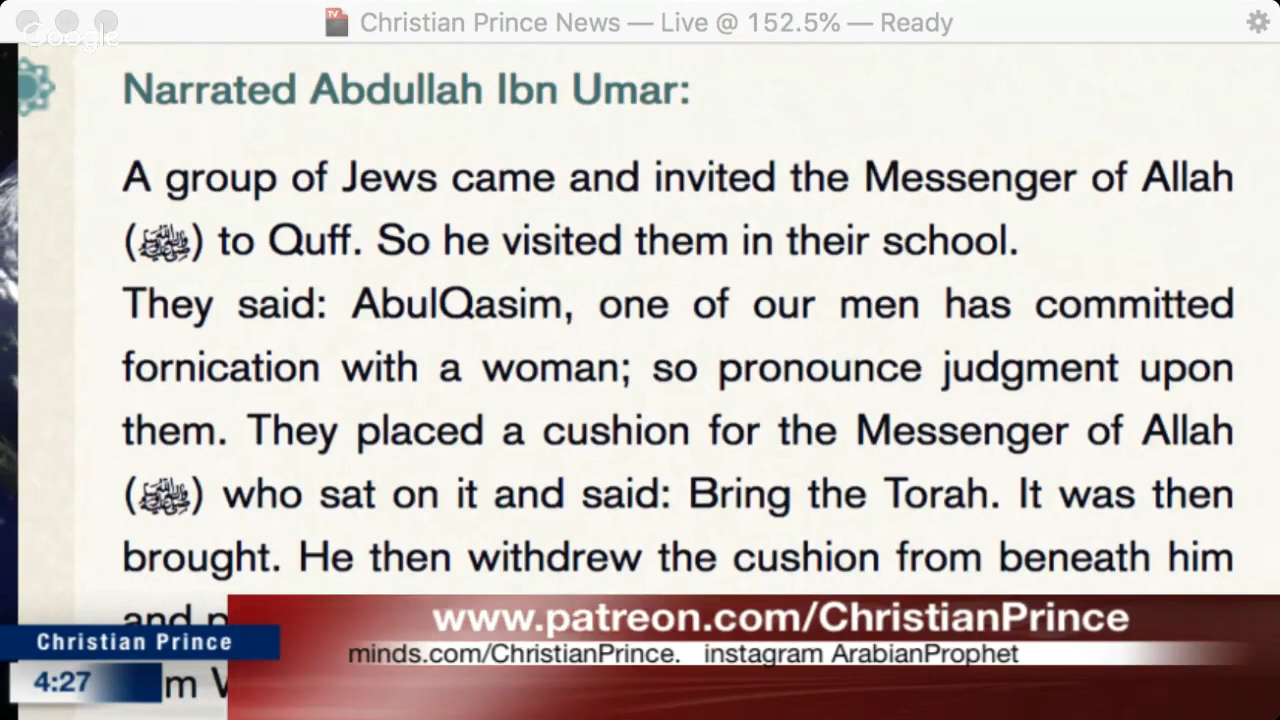 Christian Prince News — Live @ 152.5% — Ready
Google
Narrated Abdullah Ibn Umar:
A group of Jews came and invited the Messenger of Allah
(ﷺ) to Quff. So he visited them in their school.
They said: AbulQasim, one of our men has committed
fornication with a woman; so pronounce judgment upon
them. They placed a cushion for the Messenger of Allah
(ﷺ) who sat on it and said: Bring the Torah. It was then
brought. He then withdrew the cushion from beneath him
and
www.patreon.com/ChristianPrince
Christian Prince
minds.com/ChristianPrince. instagram ArabianProphet
4:27